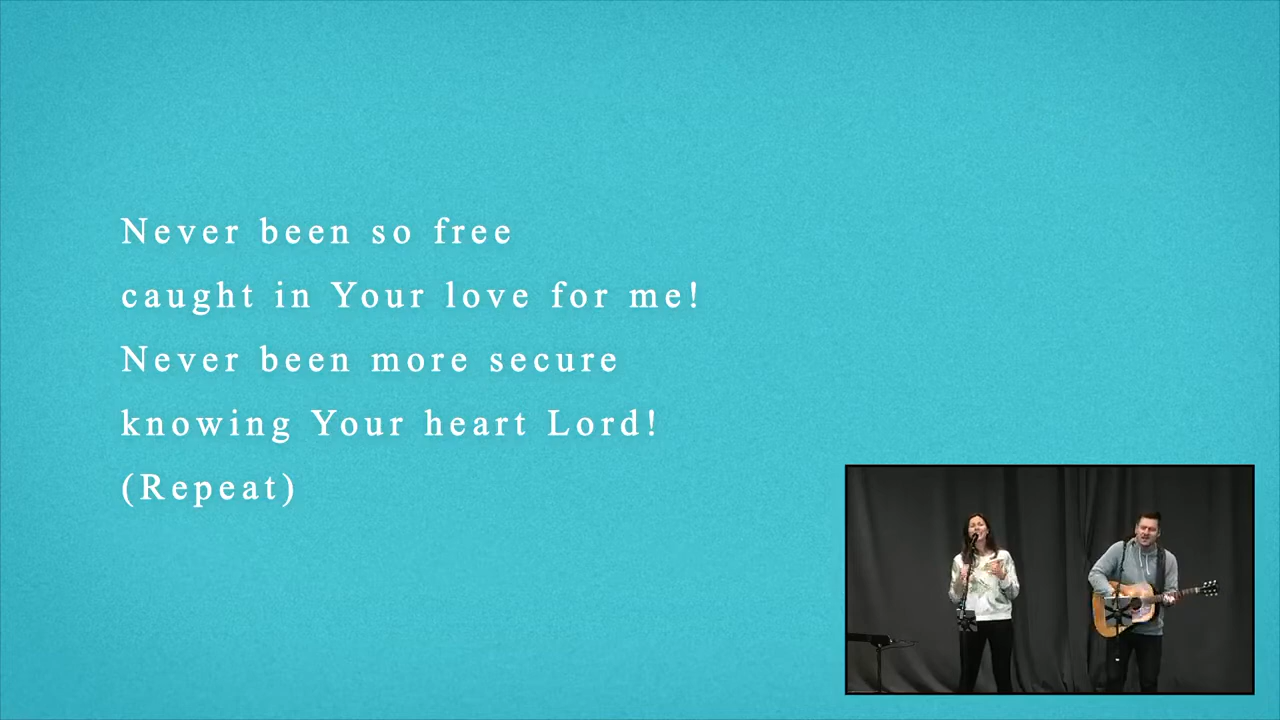 Never been so free
caught in Your love for me!
Never been more secure
knowing Your heart Lord!
(Repeat)